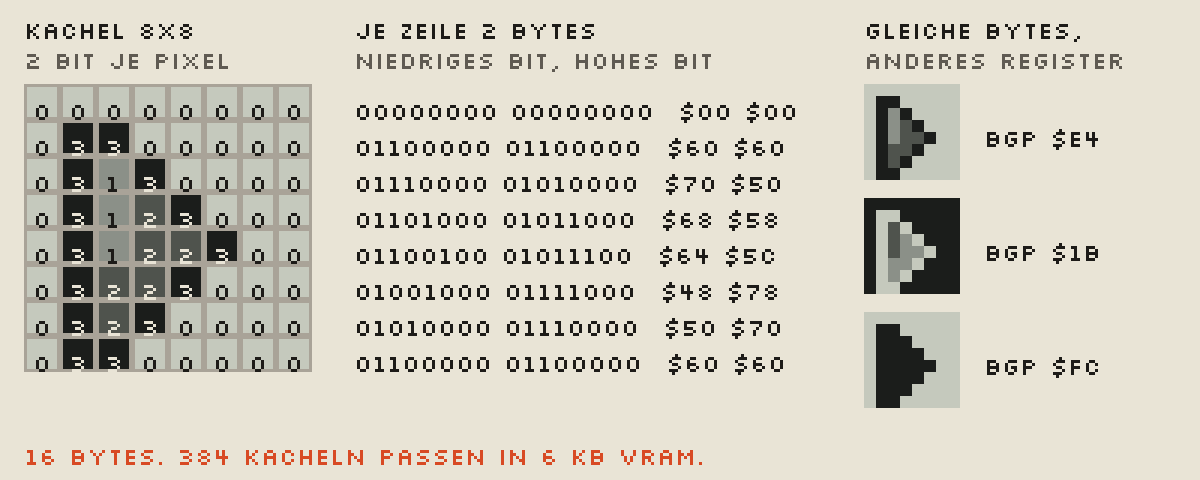 KACHEL 8X8
2 BIT JE PIXEL
0 0 0 0 0 0 0 0
0 3 3 0 0 0 0 0
0 3 1 3 0 0 0 0
0 3 1 2 3 0 0 0
0 3 1 2 2 3 0 0
0 3 2 2 3 0 0 0
0 3 2 3 0 0 0 0
0 3 3 0 0 0 0 0
JE ZEILE 2 BYTES
NIEDRIGES BIT, HOHES BIT
00000000 00000000 $00 $00
01100000 01100000 $60 $60
01110000 01010000 $70 $50
01101000 01011000 $68 $58
01100100 01011100 $64 $5C
01001000 01111000 $48 $78
01010000 01110000 $50 $70
01100000 01100000 $60 $60
GLEICHE BYTES,
ANDERES REGISTER
BGP $E4
BGP $1B
BGP $FC
16 BYTES. 384 KACHELN PASSEN IN 6 KB VRAM.